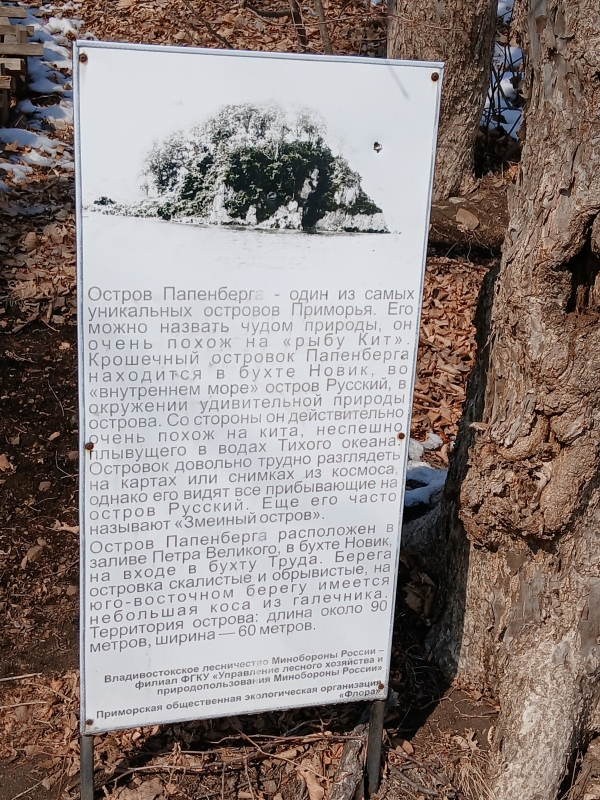 Остров Папенберга - один из самых
уникальных островов Приморья. Его
можно назвать чудом природы, он
очень похож на «рыбу Кит».
Крошечный островок Папенберга
находится в бухте Новик, во
«внутреннем море» остров Русский, в
окружении удивительной природы
острова. Со стороны он действительно
очень похож на кита, неспешно
плывущего в водах Тихого океана.
Островок довольно трудно разглядеть
на картах или снимках из космоса,
однако его видят все прибывающие на
остров Русский. Еще его часто
называют «Змеиный остров».
Остров Папенберга расположен в
заливе Петра Великого, в бухте Новик,
на входе в бухту Труда. Берега
островка скалистые и обрывистые, на
юго-восточном берегу имеется
небольшая коса из галечника.
Территория острова: длина около 90
метров, ширина — 60 метров.
Владивостокское лесничество Минобороны России –
филиал ФГКУ «Управление лесного хозяйства и
природопользования Минобороны России»
Приморская общественная экологическая организация
«Флора»